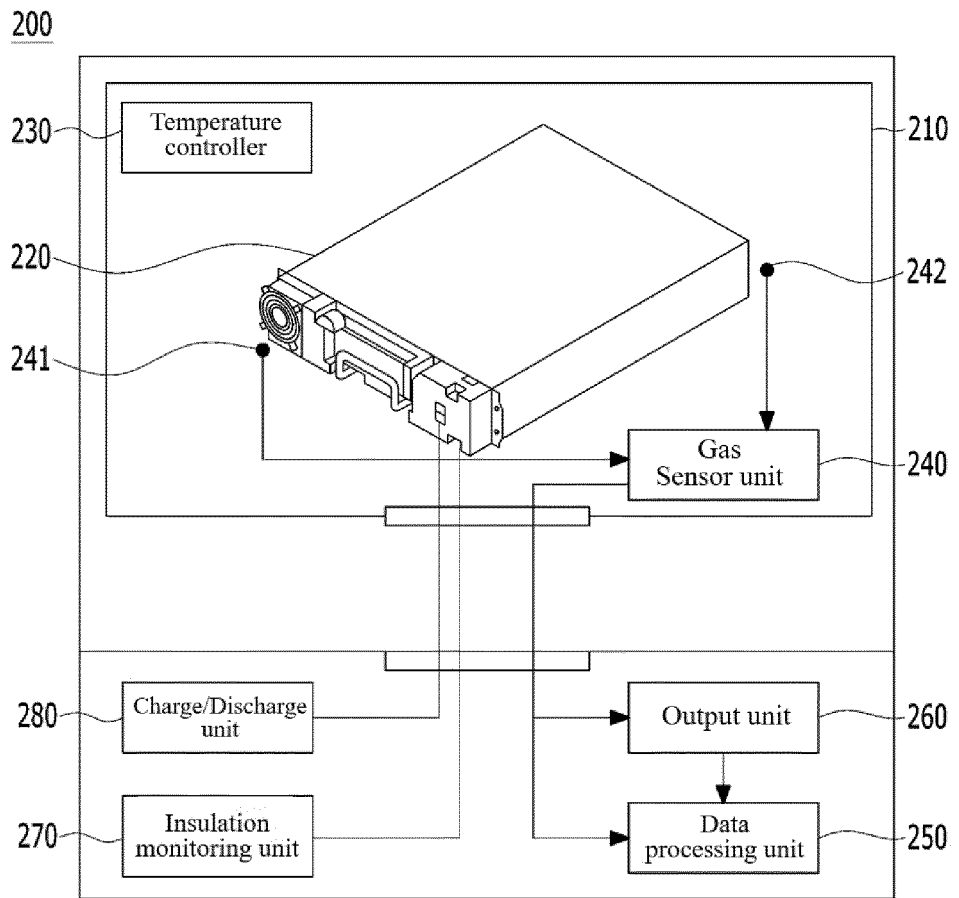 200
230
Temperature
controller
210
220
242
241
Gas
Sensor unit
240
280
Charge/Discharge
unit
Output unit
260
270
Insulation
monitoring unit
Data
processing unit
250